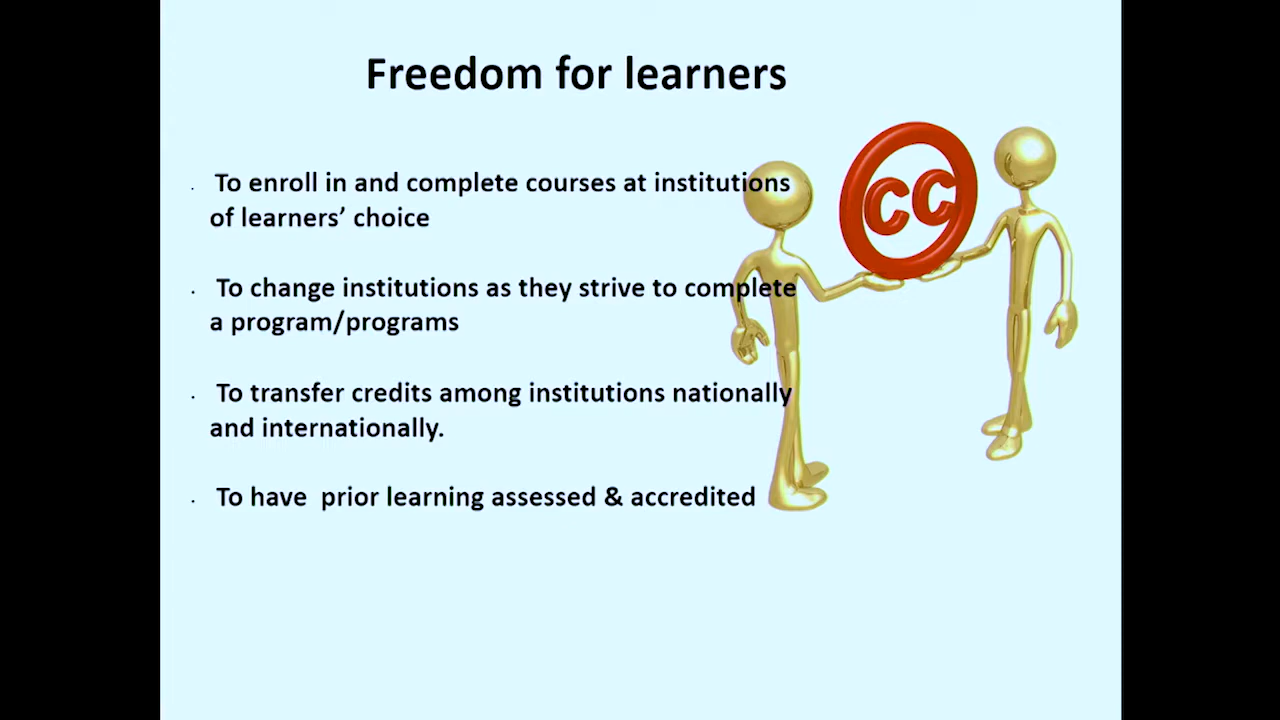 Freedom for learners
· To enroll in and complete courses at institutions
of learners’ choice
· To change institutions as they strive to complete
a program/programs
· To transfer credits among institutions nationally
and internationally.
· To have prior learning assessed & accredited
CC